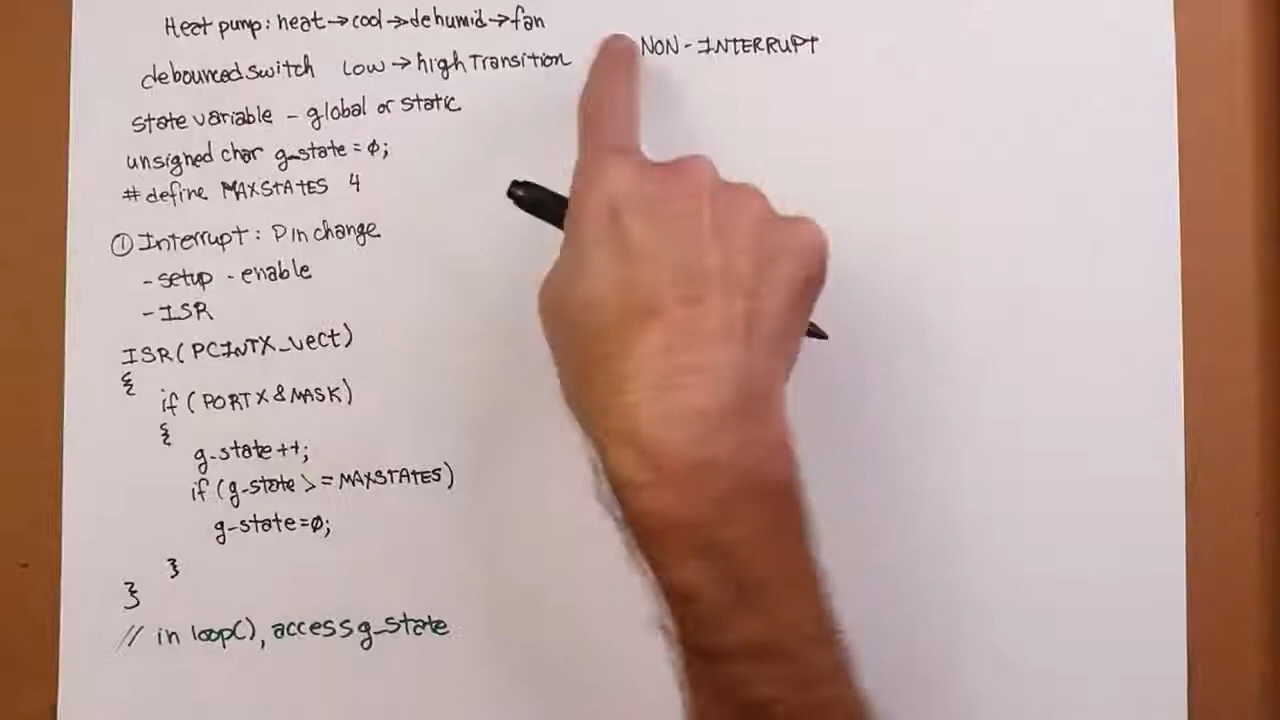 Heat pump: heat→cool→dehumid→fan
debounced switch low→high Transition
state variable - global or static
unsigned char g_state = 0;
# define MAXSTATES 4
① Interrupt: Pin change
- setup - enable
- ISR
ISR(PCINTX_vect)
{
if (PORTX & MASK)
{
g_state++;
if (g_state >= MAXSTATES)
g_state=0;
}
}
// in loop(), access g_state
NON-INTERRUPT